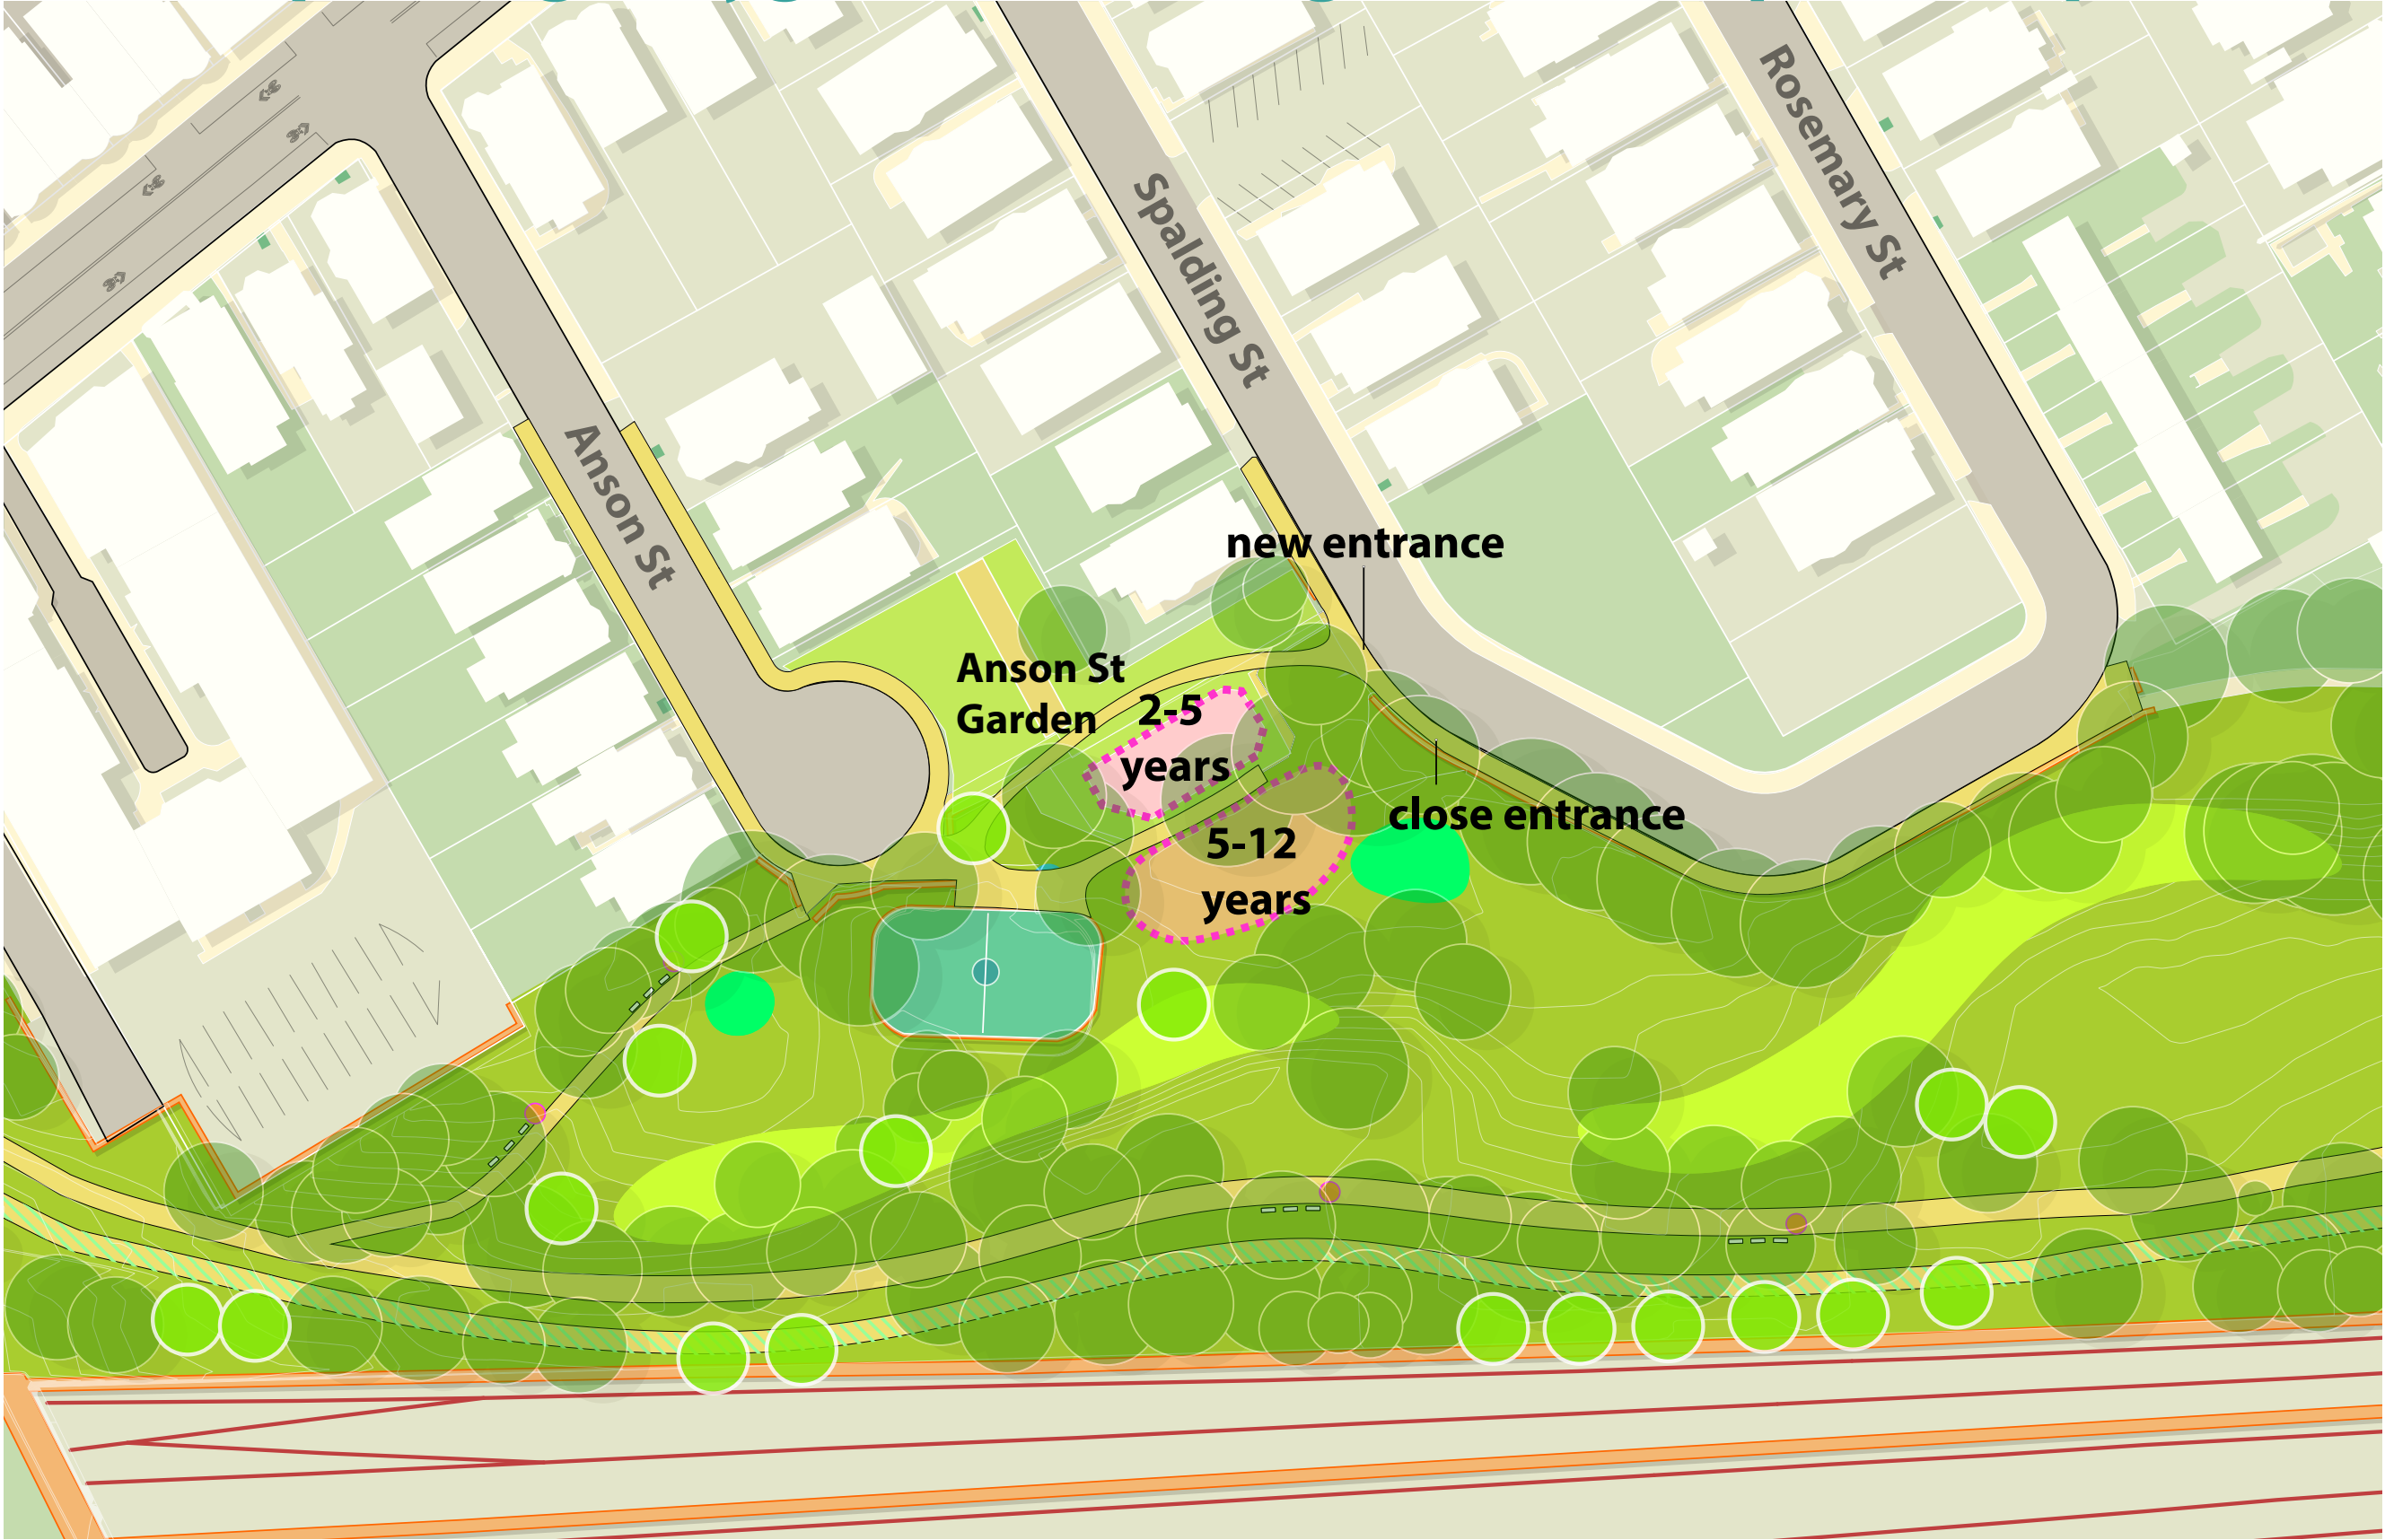 Rosemary St
Spalding St
Anson St
new entrance
Anson St
Garden
2-5
years
close entrance
5-12
years